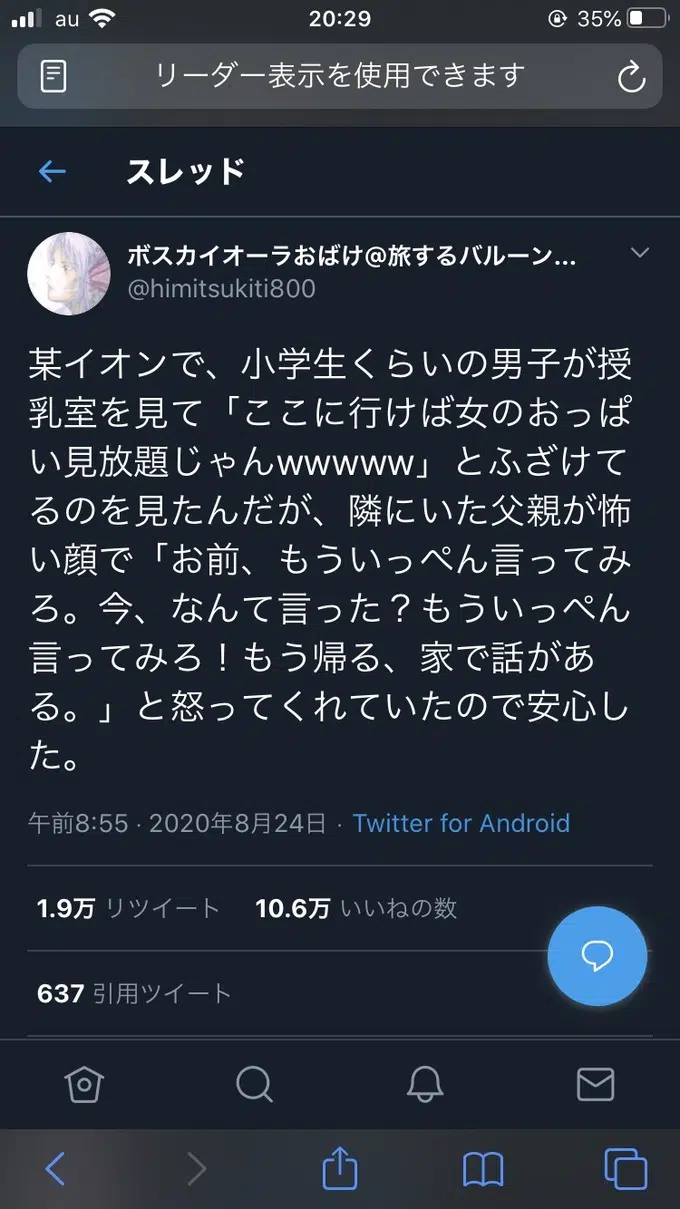 au 20:29 35%
リーダー表示を使用できます
スレッド
ボスカイオーラおばけ@旅するバルーン...
@himitsukiti800
某イオンで、小学生くらいの男子が授
乳室を見て「ここに行けば女のおっぱ
い見放題じゃんwwwww」とふざけて
るのを見たんだが、隣にいた父親が怖
い顔で「お前、もういっぺん言ってみ
ろ。今、なんて言った？もういっぺん
言ってみろ！もう帰る、家で話があ
る。」と怒ってくれていたので安心し
た。
午前8:55 · 2020年8月24日 · Twitter for Android
1.9万 リツイート 10.6万 いいねの数
637 引用ツイート